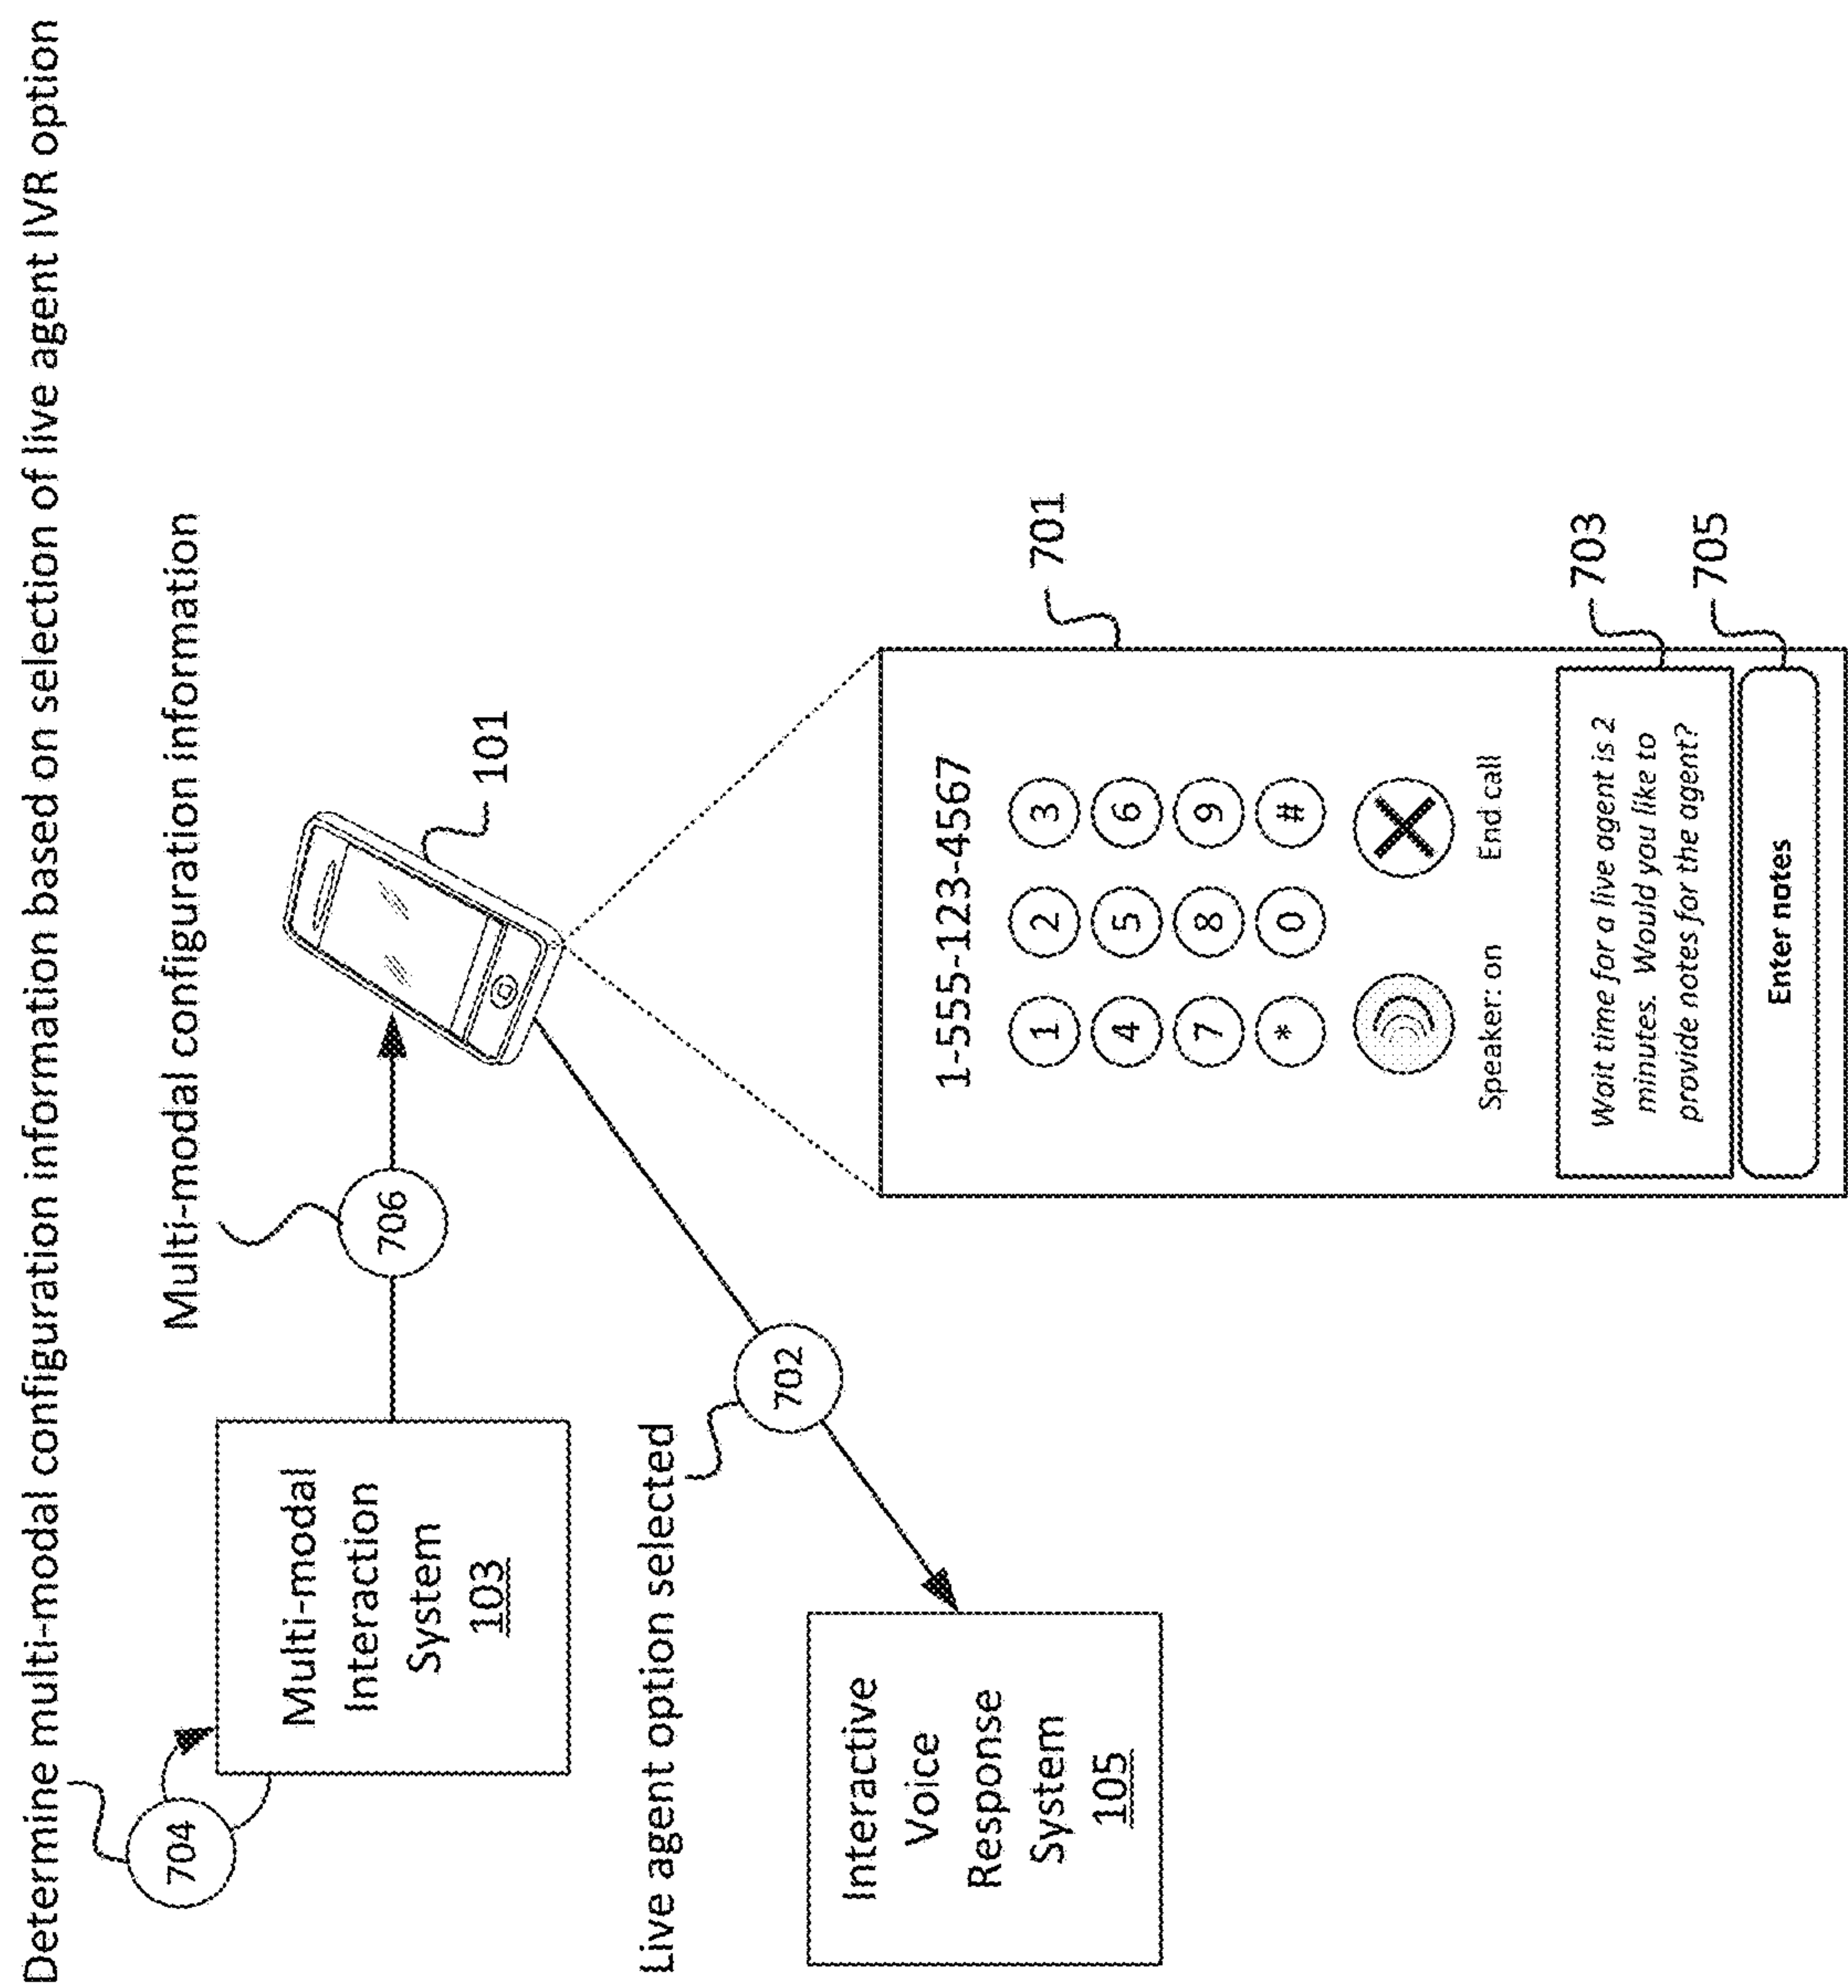 Determine multi-modal configuration information based on selection of live agent IVR option
704
Multi-modal configuration information
Multi-modal
Interaction
System
103
706
101
Live agent option selected
702
Interactive
Voice
Response
System
105
701
1-555-123-4567
1 2 3
4 5 6
7 8 9
* 0 #
Speaker: on End call
703
Wait time for a live agent is 2
minutes. Would you like to
provide notes for the agent?
705
Enter notes